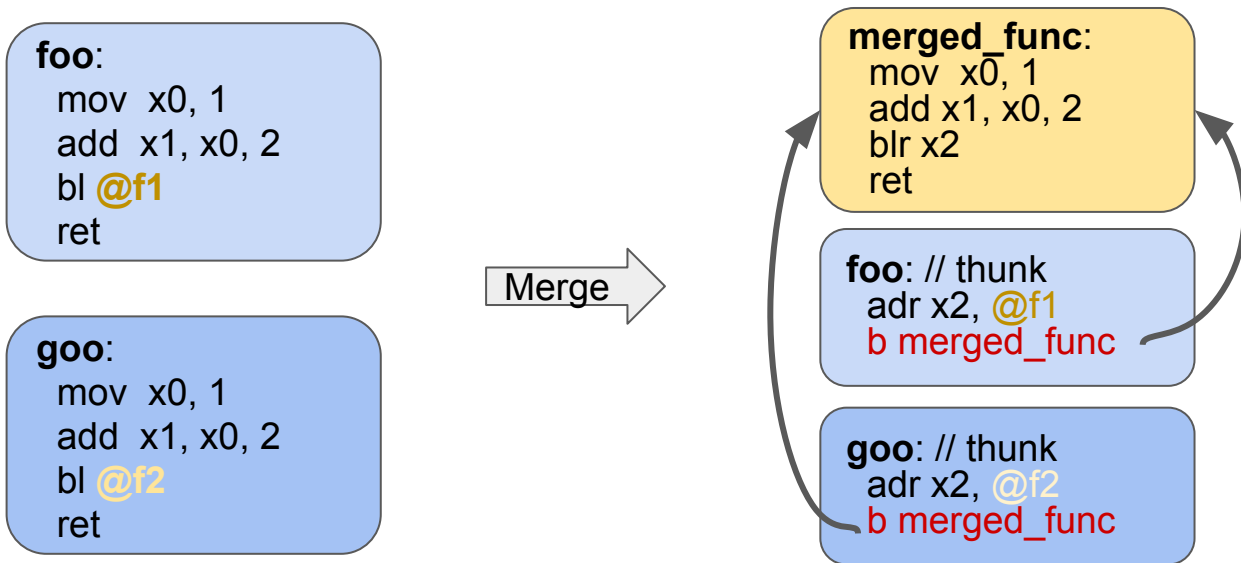 foo:
mov x0, 1
add x1, x0, 2
bl @f1
ret
goo:
mov x0, 1
add x1, x0, 2
bl @f2
ret
Merge
merged_func:
mov x0, 1
add x1, x0, 2
blr x2
ret
foo: // thunk
adr x2, @f1
b merged_func
goo: // thunk
adr x2, @f2
b merged_func